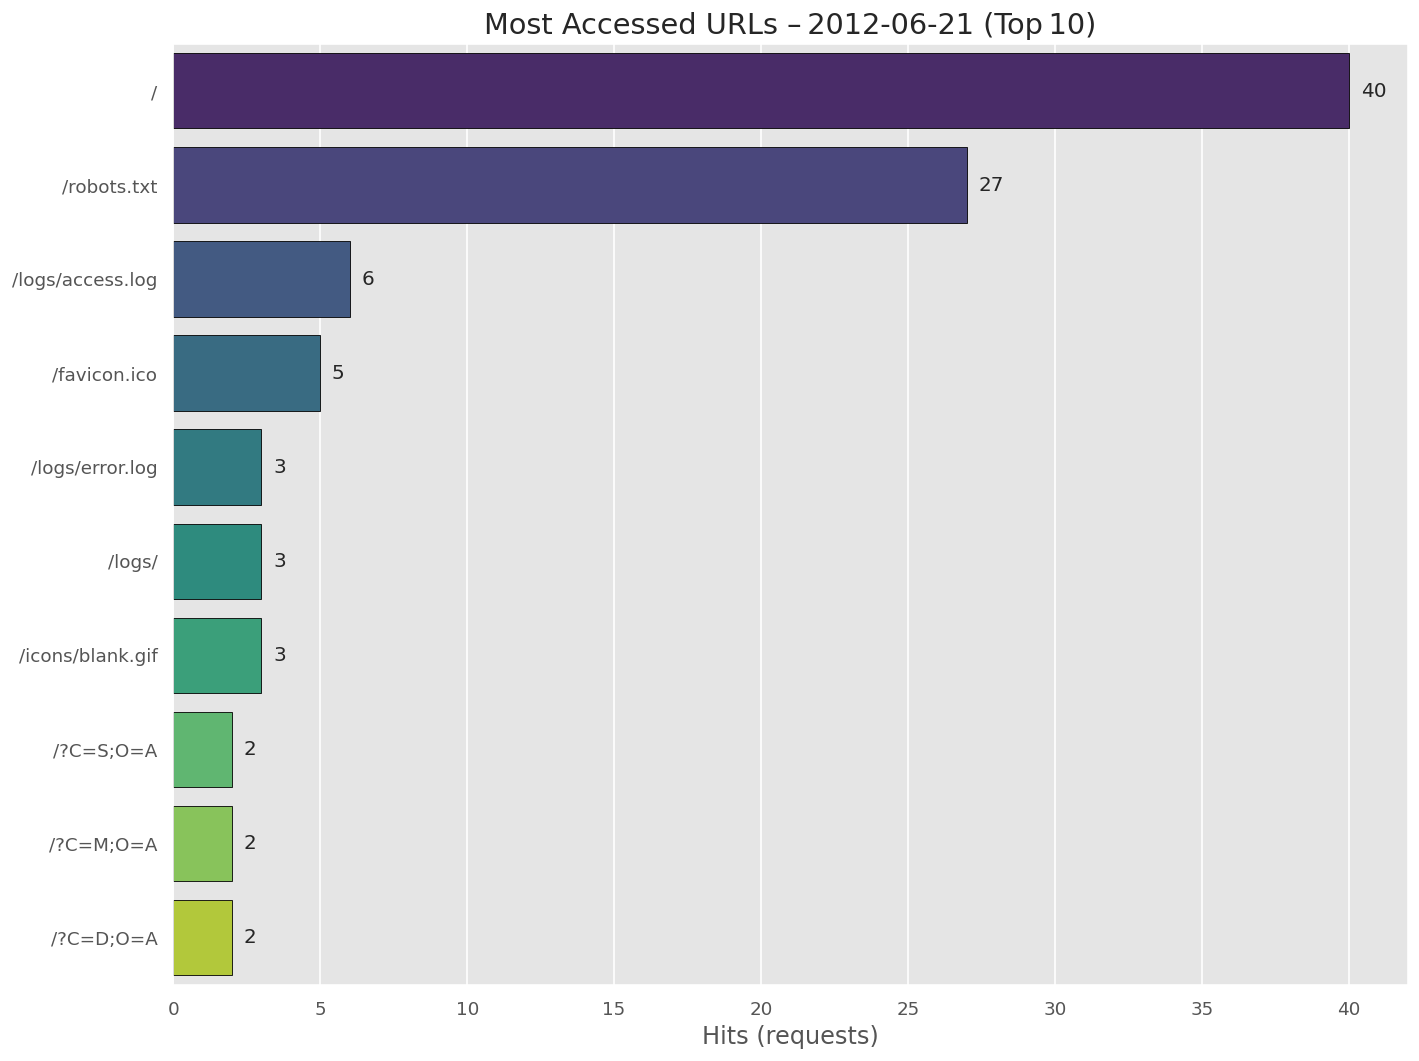 Most Accessed URLs – 2012-06-21 (Top 10)
/ 40
/robots.txt 27
/logs/access.log 6
/favicon.ico 5
/logs/error.log 3
/logs/ 3
/icons/blank.gif 3
/?C=S;O=A 2
/?C=M;O=A 2
/?C=D;O=A 2
0 5 10 15 20 25 30 35 40
Hits (requests)